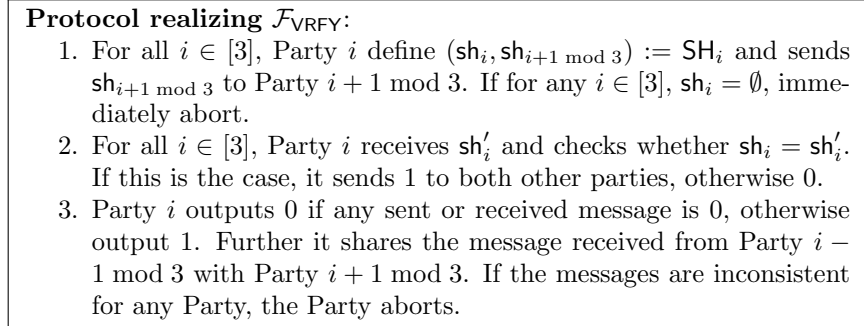 Protocol realizing 𝓕_VRFY:
1. For all i ∈ [3], Party i define (sh_i, sh_{i+1 mod 3}) := SH_i and sends
sh_{i+1 mod 3} to Party i + 1 mod 3. If for any i ∈ [3], sh_i = ∅, imme-
diately abort.
2. For all i ∈ [3], Party i receives sh′_i and checks whether sh_i = sh′_i.
If this is the case, it sends 1 to both other parties, otherwise 0.
3. Party i outputs 0 if any sent or received message is 0, otherwise
output 1. Further it shares the message received from Party i −
1 mod 3 with Party i + 1 mod 3. If the messages are inconsistent
for any Party, the Party aborts.